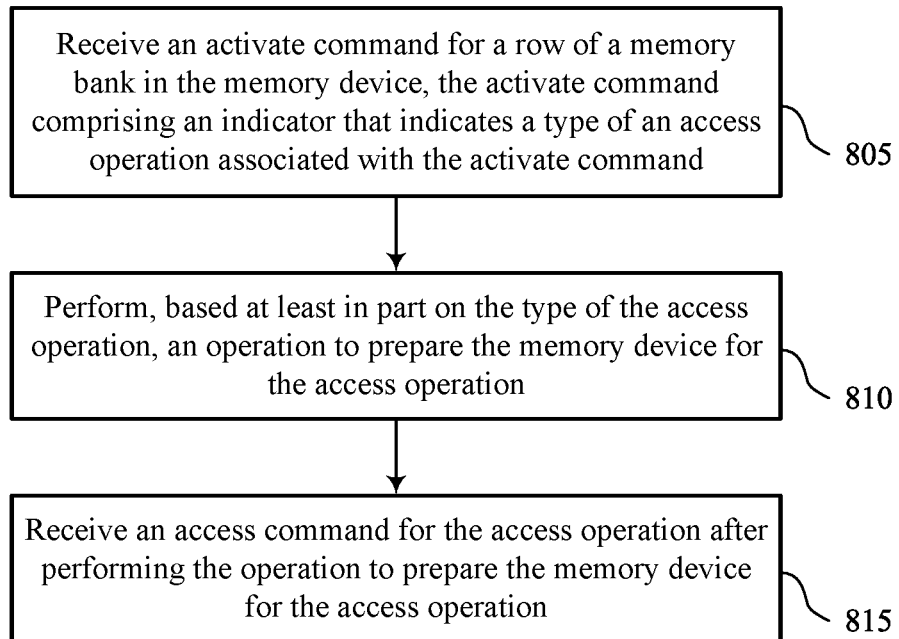 Receive an activate command for a row of a memory
bank in the memory device, the activate command
comprising an indicator that indicates a type of an access
operation associated with the activate command
805
Perform, based at least in part on the type of the access
operation, an operation to prepare the memory device for
the access operation
810
Receive an access command for the access operation after
performing the operation to prepare the memory device
for the access operation
815